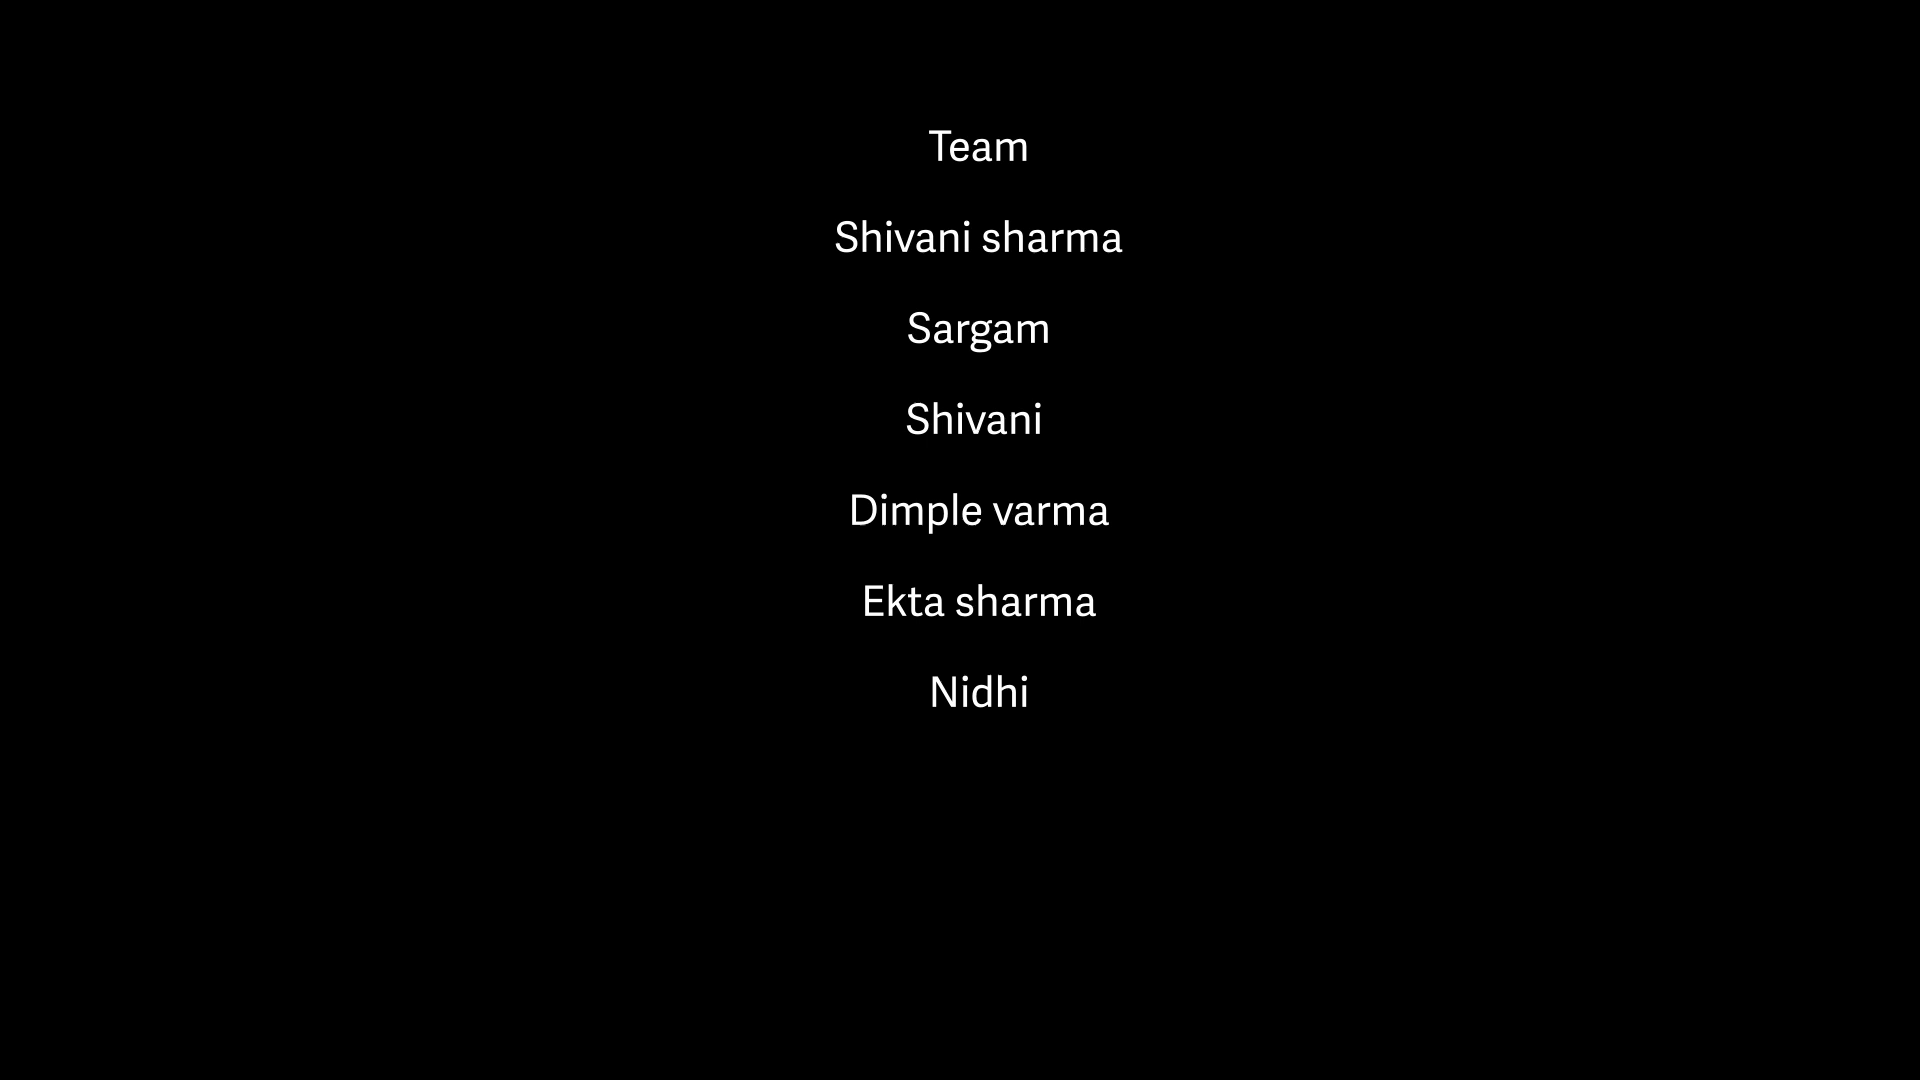 Team
Shivani sharma
Sargam
Shivani
Dimple varma
Ekta sharma
Nidhi